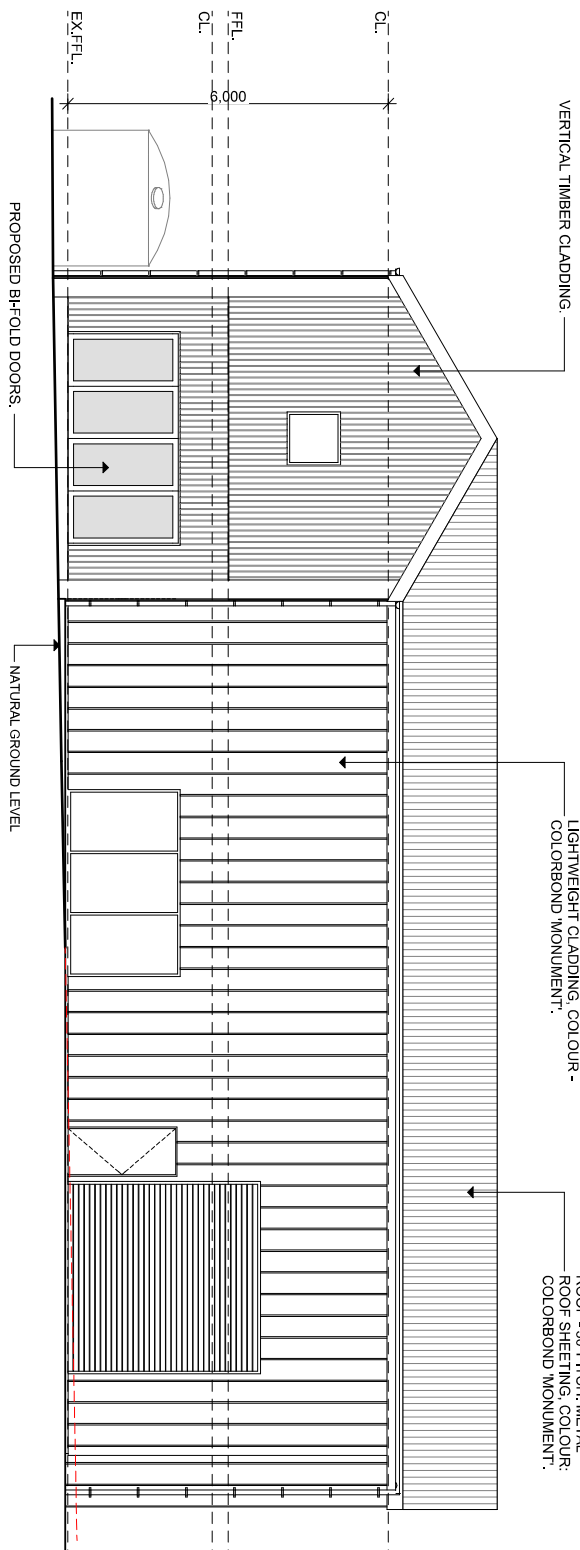 VERTICAL TIMBER CLADDING.
LIGHTWEIGHT CLADDING, COLOUR -
COLORBOND 'MONUMENT'.
ROOF SHEETING, COLOUR:
COLORBOND 'MONUMENT'.
CL.
FFL.
CL.
EX.FFL.
6,000
PROPOSED BI-FOLD DOORS.
NATURAL GROUND LEVEL